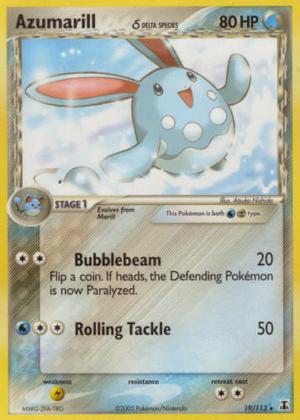 Azumarill δ DELTA SPECIES 80 HP
Illus. Atsuko Nishida
STAGE 1
Evolves from
Marill
This Pokémon is both type.
Bubblebeam 20
Flip a coin. If heads, the Defending Pokémon
is now Paralyzed.
Rolling Tackle 50
weakness resistance retreat cost
©2005 Pokémon/Nintendo 19/113